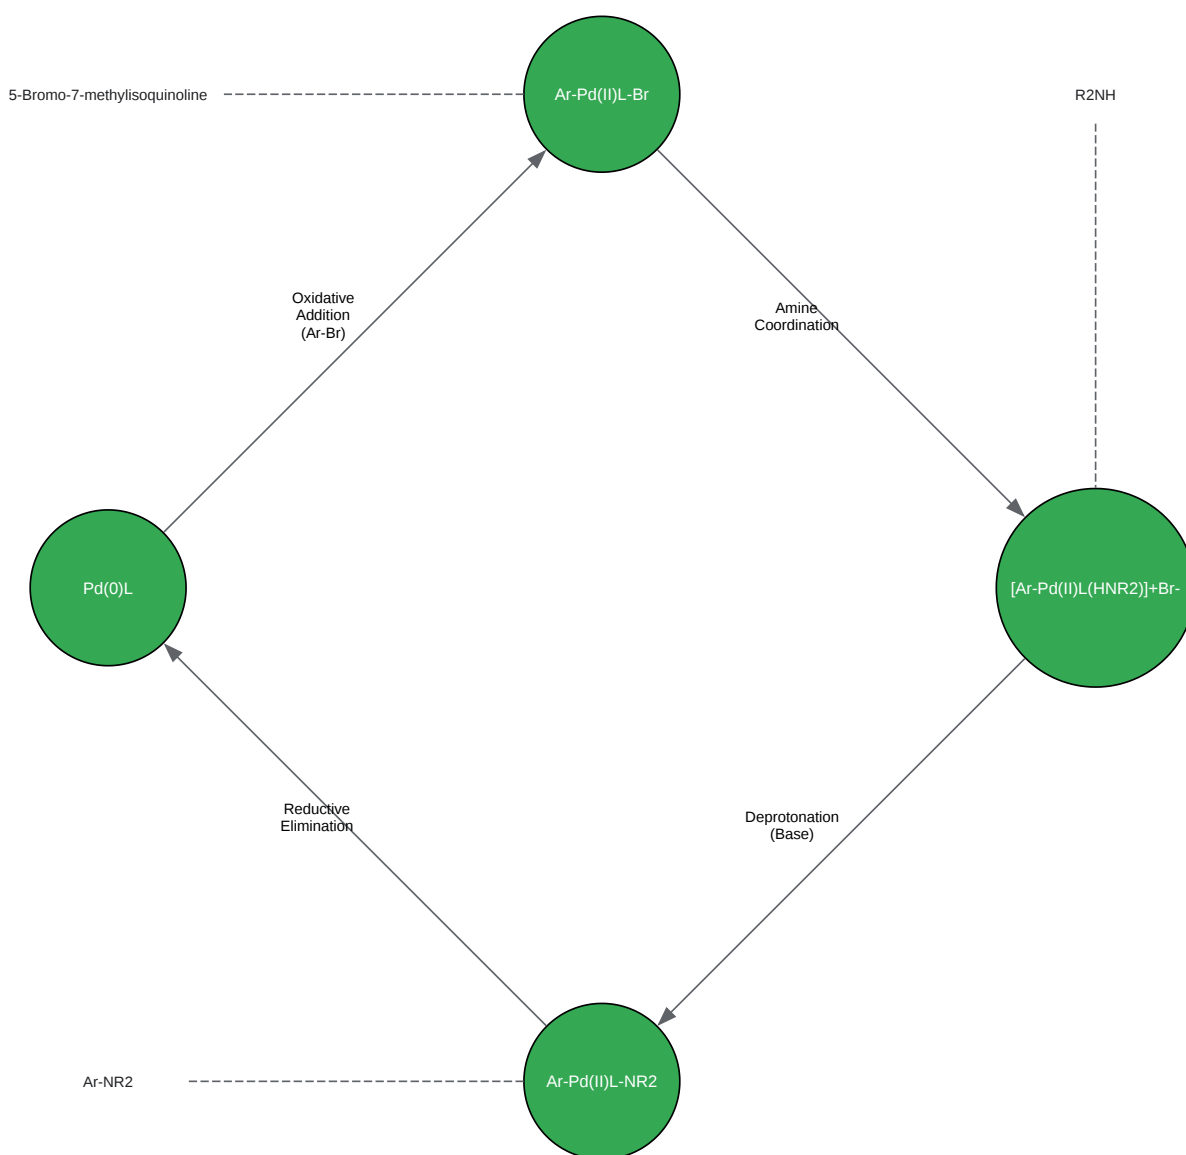 5-Bromo-7-methylisoquinoline
Ar-Pd(II)L-Br
R2NH
Oxidative
Addition
(Ar-Br)
Amine
Coordination
Pd(0)L
[Ar-Pd(II)L(HNR2)]+Br-
Reductive
Elimination
Deprotonation
(Base)
Ar-NR2
Ar-Pd(II)L-NR2